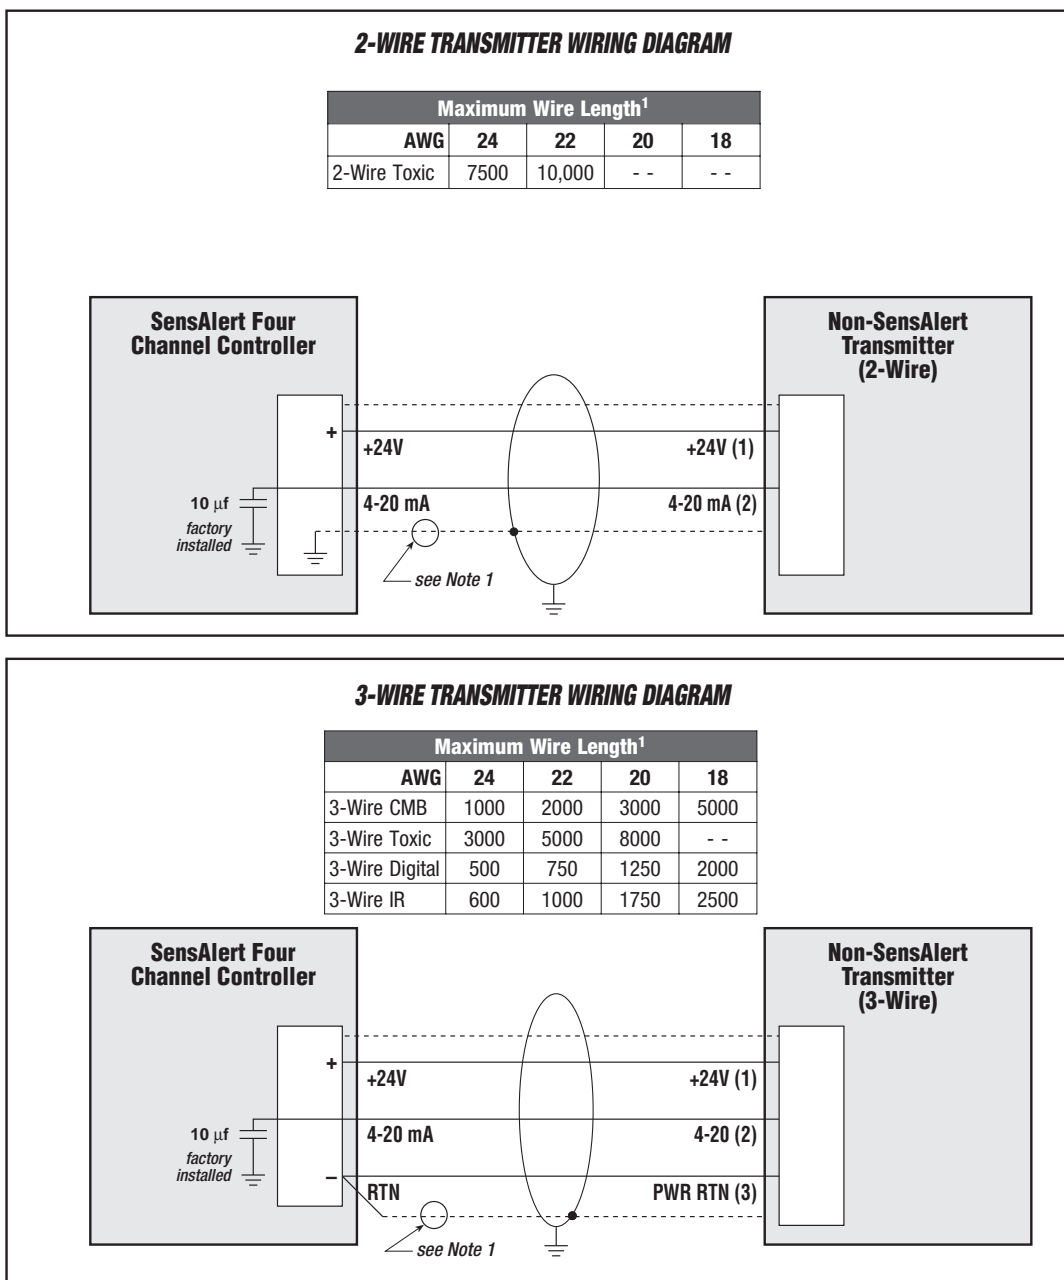 2-WIRE TRANSMITTER WIRING DIAGRAM
Maximum Wire Length1
AWG 24 22 20 18
2-Wire Toxic 7500 10,000 - - - -
SensAlert Four
Channel Controller
Non-SensAlert
Transmitter
(2-Wire)
+
+24V
+24V (1)
10 µf
factory
installed
4-20 mA
4-20 mA (2)
see Note 1
3-WIRE TRANSMITTER WIRING DIAGRAM
Maximum Wire Length1
AWG 24 22 20 18
3-Wire CMB 1000 2000 3000 5000
3-Wire Toxic 3000 5000 8000 - -
3-Wire Digital 500 750 1250 2000
3-Wire IR 600 1000 1750 2500
SensAlert Four
Channel Controller
Non-SensAlert
Transmitter
(3-Wire)
+
+24V
+24V (1)
10 µf
factory
installed
4-20 mA
4-20 (2)
–
RTN
PWR RTN (3)
see Note 1